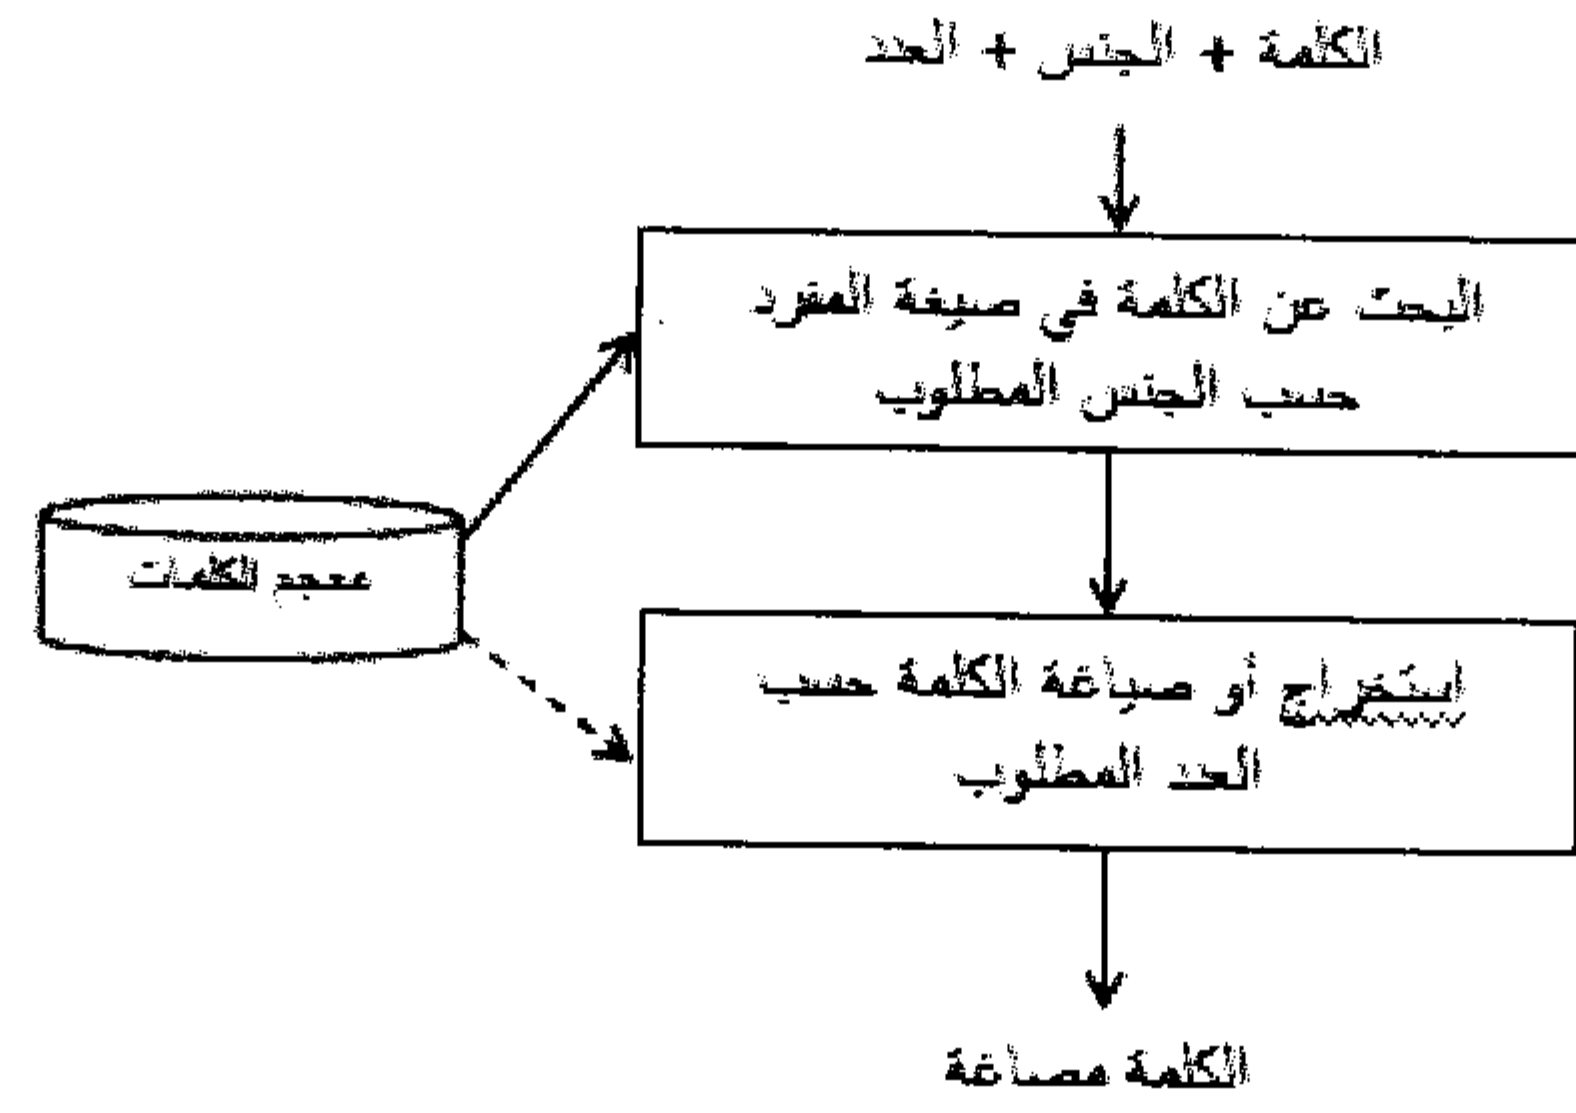 الكلمة + الجنس + العدد
البحث عن الكلمة في صيغة المفرد
حسب الجنس المطلوب
معجم الكلمات
استخراج أو صياغة الكلمة حسب
العدد المطلوب
الكلمة مصاغة